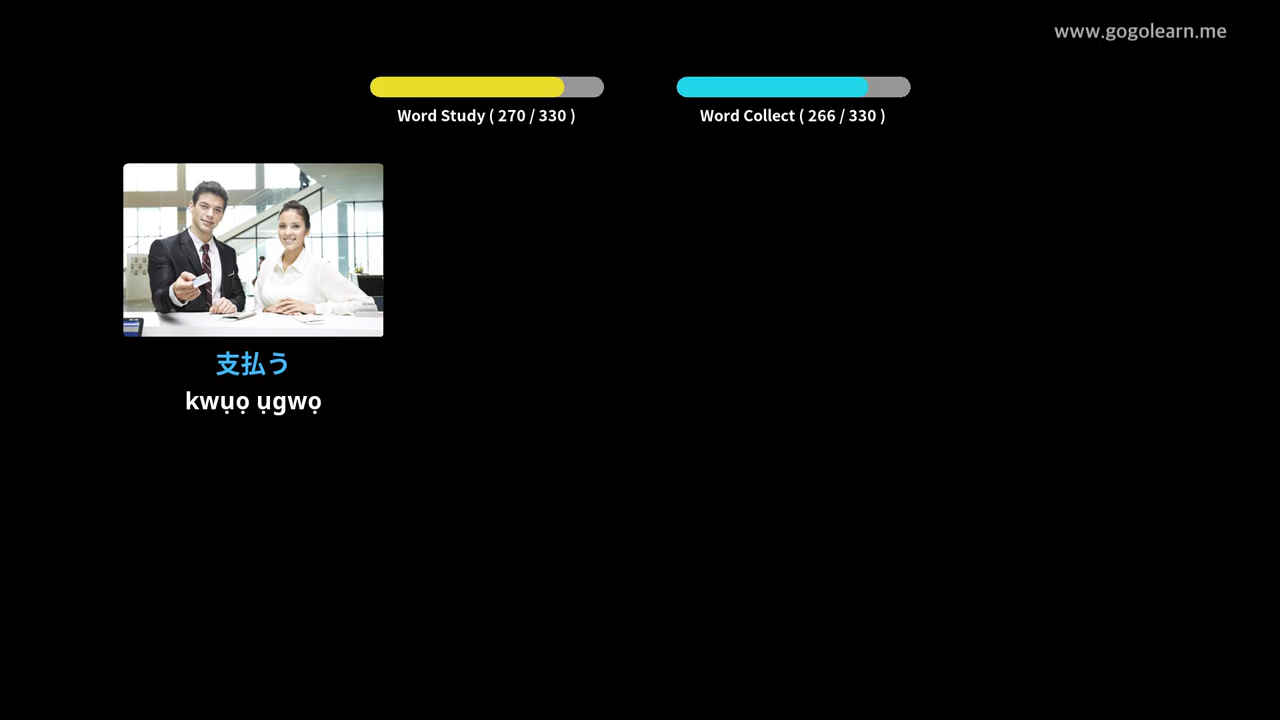 www.gogolearn.me
Word Study ( 270 / 330 )
Word Collect ( 266 / 330 )
支払う
kwụọ ụgwọ